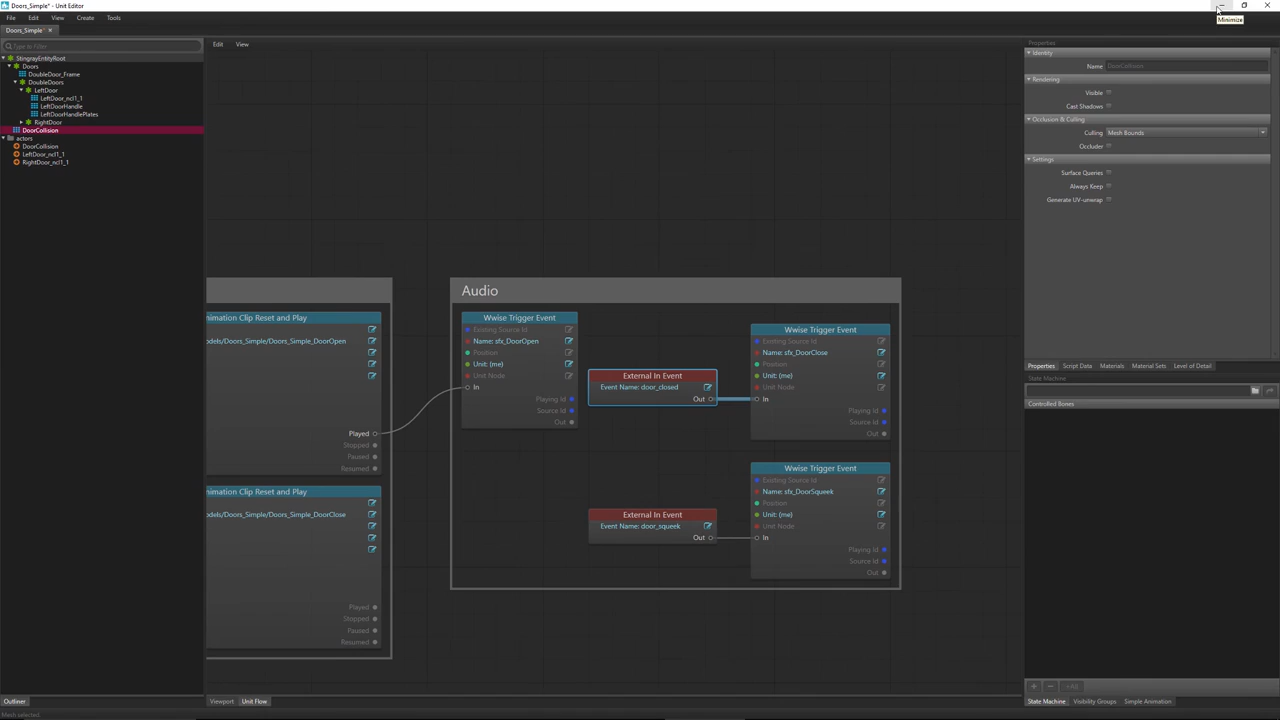 Doors_Simple* - Unit Editor
Minimize
File Edit View Create Tools
Doors_Simple*
Type to Filter
StingrayEntityRoot
Doors
DoubleDoor_Frame
DoubleDoors
LeftDoor
LeftDoor_ncl1_1
LeftDoorHandle
LeftDoorHandlePlates
RightDoor
DoorCollision
actors
DoorCollision
LeftDoor_ncl1_1
RightDoor_ncl1_1
Edit View
nimation Clip Reset and Play
odels/Doors_Simple/Doors_Simple_DoorOpen
Played
Stopped
Paused
Resumed
nimation Clip Reset and Play
odels/Doors_Simple/Doors_Simple_DoorClose
Played
Stopped
Paused
Resumed
Audio
Wwise Trigger Event
Existing Source Id
Name: sfx_DoorOpen
Position
Unit: (me)
Unit Node
In
Playing Id
Source Id
Out
External In Event
Event Name: door_closed
Out
Wwise Trigger Event
Existing Source Id
Name: sfx_DoorClose
Position
Unit: (me)
Unit Node
In
Playing Id
Source Id
Out
External In Event
Event Name: door_squeek
Out
Wwise Trigger Event
Existing Source Id
Name: sfx_DoorSqueek
Position
Unit: (me)
Unit Node
In
Playing Id
Source Id
Out
Properties
Identity
Name DoorCollision
Rendering
Visible
Cast Shadows
Occlusion & Culling
Culling Mesh Bounds
Occluder
Settings
Surface Queries
Always Keep
Generate UV-unwrap
Properties Script Data Materials Material Sets Level of Detail
State Machine
Controlled Bones
+All
State Machine Visibility Groups Simple Animation
Outliner
Viewport Unit Flow
Mesh selected